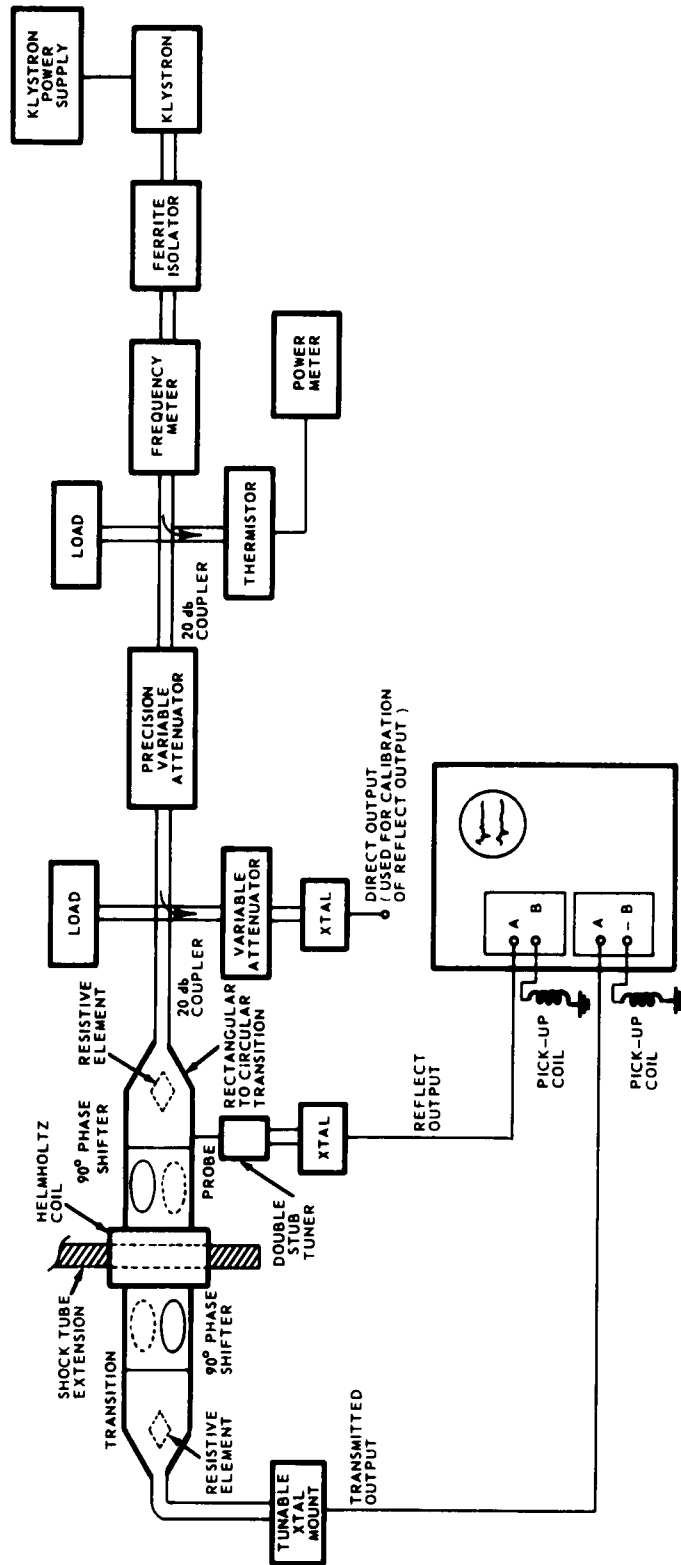 KLYSTRON
POWER
SUPPLY
KLYSTRON
FERRITE
ISOLATOR
FREQUENCY
METER
LOAD
THERMISTOR
POWER
METER
20 db
COUPLER
PRECISION
VARIABLE
ATTENUATOR
LOAD
VARIABLE
ATTENUATOR
XTAL
DIRECT OUTPUT
( USED FOR CALIBRATION
OF REFLECT OUTPUT )
20 db
COUPLER
RESISTIVE
ELEMENT
RECTANGULAR
TO CIRCULAR
TRANSITION
90° PHASE
SHIFTER
PROBE
DOUBLE
STUB
TUNER
XTAL
REFLECT
OUTPUT
HELMHOLTZ
COIL
SHOCK TUBE
EXTENSION
90° PHASE
SHIFTER
TRANSITION
RESISTIVE
ELEMENT
TUNABLE
XTAL
MOUNT
TRANSMITTED
OUTPUT
A
B
PICK-UP
COIL
A
-B
PICK-UP
COIL